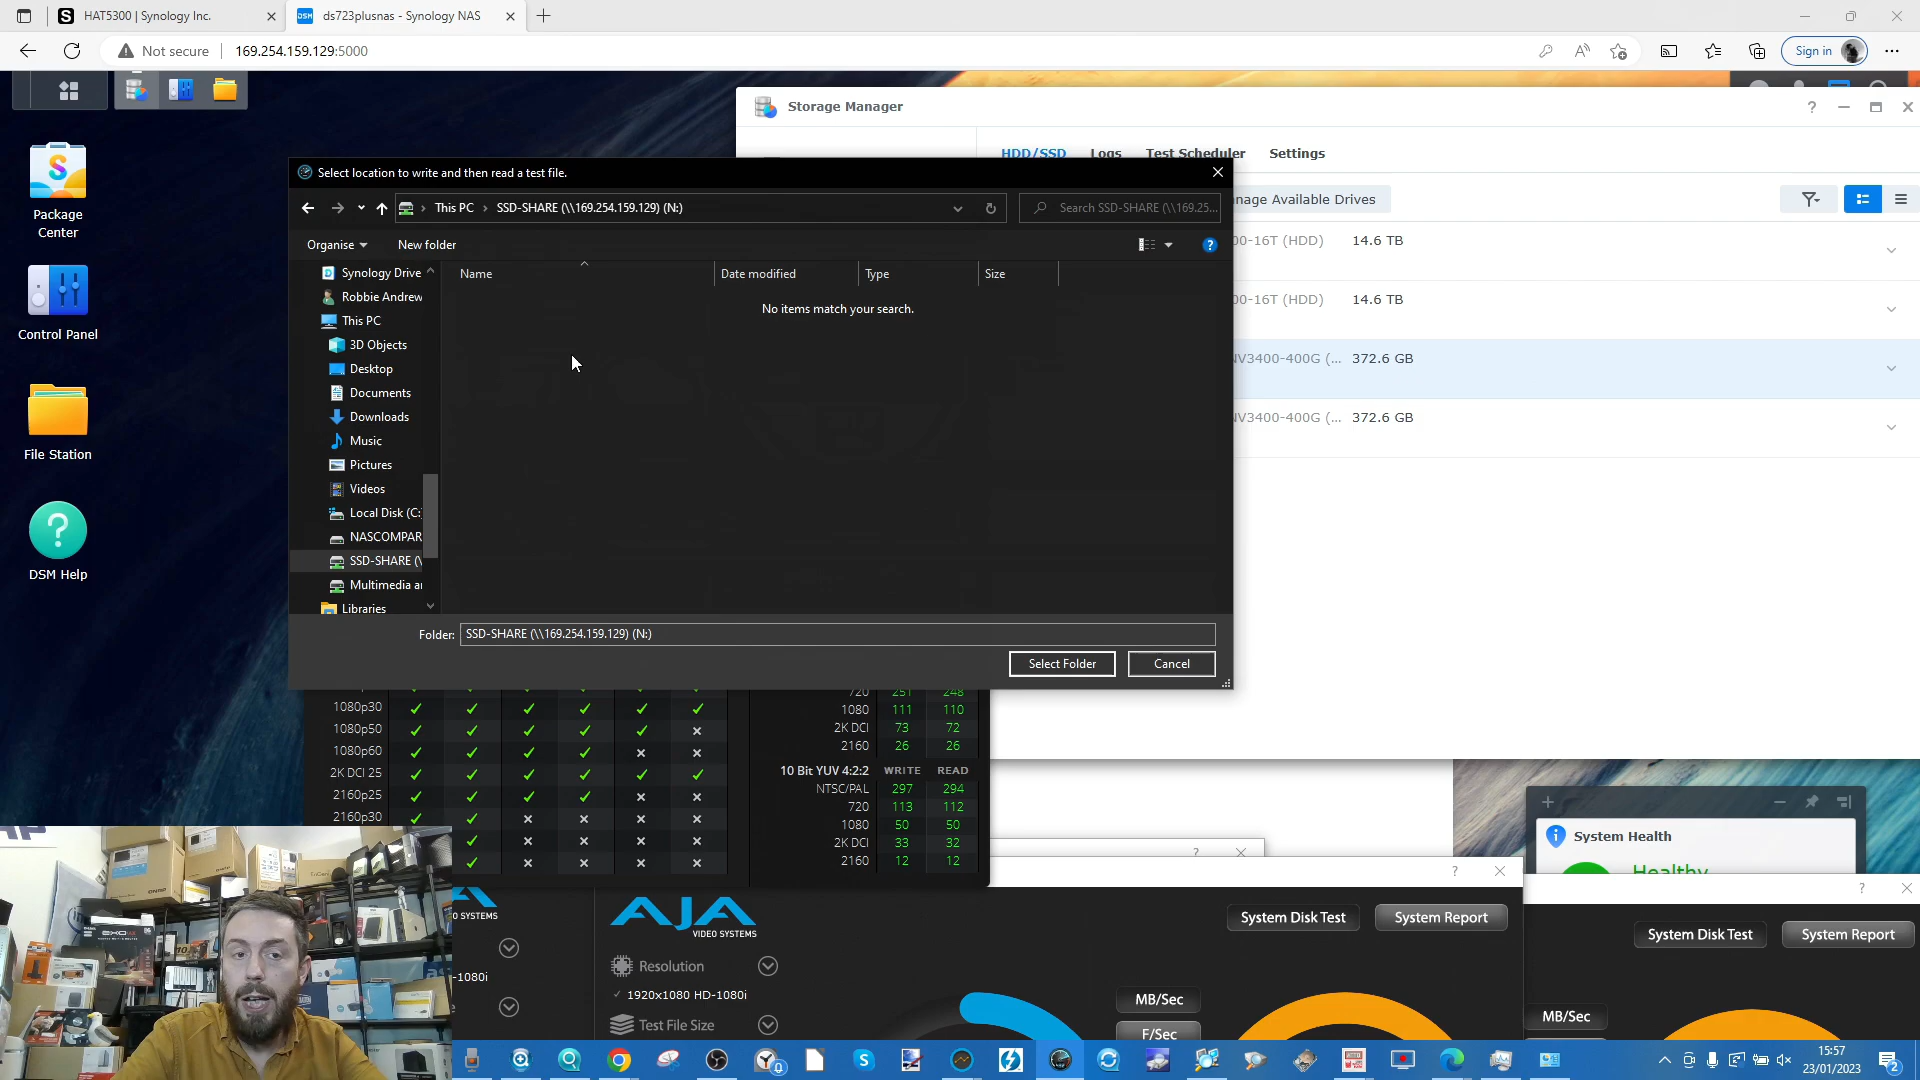 HAT5300 | Synology Inc.
ds723plusnas - Synology NAS
Not secure
169.254.159.129:5000
Sign in
Package
Center
Control Panel
File Station
DSM Help
Storage Manager
HDD/SSD Logs Test Scheduler Settings
nage Available Drives
00-16T (HDD) 14.6 TB
00-16T (HDD) 14.6 TB
NV3400-400G (... 372.6 GB
NV3400-400G (... 372.6 GB
Select location to write and then read a test file.
This PC › SSD-SHARE (\\169.254.159.129) (N:)
Search SSD-SHARE (\\169.25...
Organise New folder
Name Date modified Type Size
No items match your search.
Synology Drive
Robbie Andrew
This PC
3D Objects
Desktop
Documents
Downloads
Music
Pictures
Videos
Local Disk (C:
NASCOMPAR
SSD-SHARE (\
Multimedia a
Libraries
Folder: SSD-SHARE (\\169.254.159.129) (N:)
Select Folder Cancel
1080p30
1080p50
1080p60
2K DCI 25
2160p25
2160p30
720 251 248
1080 111 110
2K DCI 73 72
2160 26 26
10 Bit YUV 4:2:2 WRITE READ
NTSC/PAL 297 294
720 113 112
1080 50 50
2K DCI 33 32
2160 12 12
System Health
Healthy
O SYSTEMS
-1080i
AJA
VIDEO SYSTEMS
Resolution
1920x1080 HD-1080i
Test File Size
System Disk Test System Report
MB/Sec
F/Sec
System Disk Test System Report
MB/Sec
15:57
23/01/2023
2